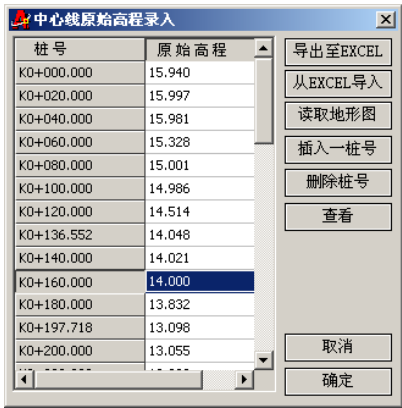 中心线原始高程录入
桩号 原始高程
K0+000.000 15.940
K0+020.000 15.997
K0+040.000 15.981
K0+060.000 15.328
K0+080.000 15.001
K0+100.000 14.986
K0+120.000 14.514
K0+136.552 14.048
K0+140.000 14.021
K0+160.000 14.000
K0+180.000 13.832
K0+197.718 13.098
K0+200.000 13.055
导出至EXCEL
从EXCEL导入
读取地形图
插入一桩号
删除桩号
查看
取消
确定